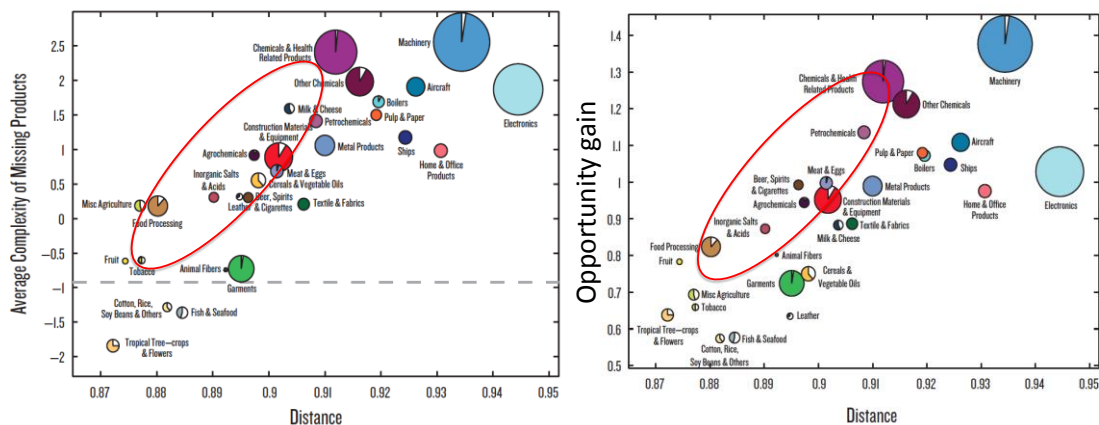 Average Complexity of Missing Products
2.5
2
1.5
1
0.5
0
−0.5
−1
−1.5
−2
Machinery
Chemicals & Health
Related Products
Other Chemicals
Aircraft
Electronics
Boilers
Milk & Cheese
Pulp & Paper
Petrochemicals
Construction Materials
& Equipment
Ships
Metal Products
Home & Office
Products
Agrochemicals
Meat & Eggs
Inorganic Salts
& Acids
Cereals & Vegetable Oils
Beer, Spirits
& Cigarettes
Leather
Textile & Fabrics
Misc Agriculture
Food Processing
Fruit
Tobacco
Animal Fibers
Garments
Cotton, Rice,
Soy Beans & Others
Fish & Seafood
Tropical Tree–crops
& Flowers
0.87
0.88
0.89
0.9
0.91
0.92
0.93
0.94
0.95
Distance
Opportunity gain
1.4
1.3
1.2
1.1
1
0.9
0.8
0.7
0.6
0.5
Machinery
Chemicals & Health
Related Products
Other Chemicals
Petrochemicals
Aircraft
Pulp & Paper
Boilers
Ships
Electronics
Meat & Eggs
Beer, Spirits
& Cigarettes
Metal Products
Home & Office
Products
Agrochemicals
Construction Materials
& Equipment
Inorganic Salts
& Acids
Textile & Fabrics
Milk & Cheese
Food Processing
Fruit
Animal Fibers
Cereals &
Vegetable Oils
Garments
Misc Agriculture
Tobacco
Leather
Tropical Tree–crops
& Flowers
Fish & Seafood
Cotton, Rice,
Soy Beans & Others
0.87
0.88
0.89
0.9
0.91
0.92
0.93
0.94
0.95
Distance